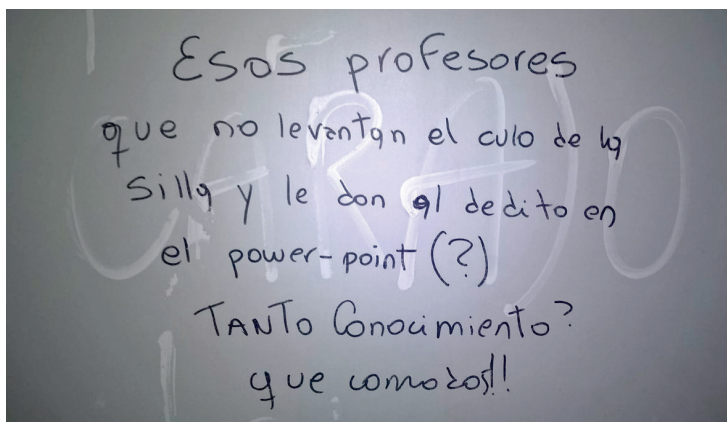 Esos profesores
que no levantan el culo de la
silla y le dan al dedito en
el power-point (?)
TANTO Conocimiento?
que comodos!!
CARAJO